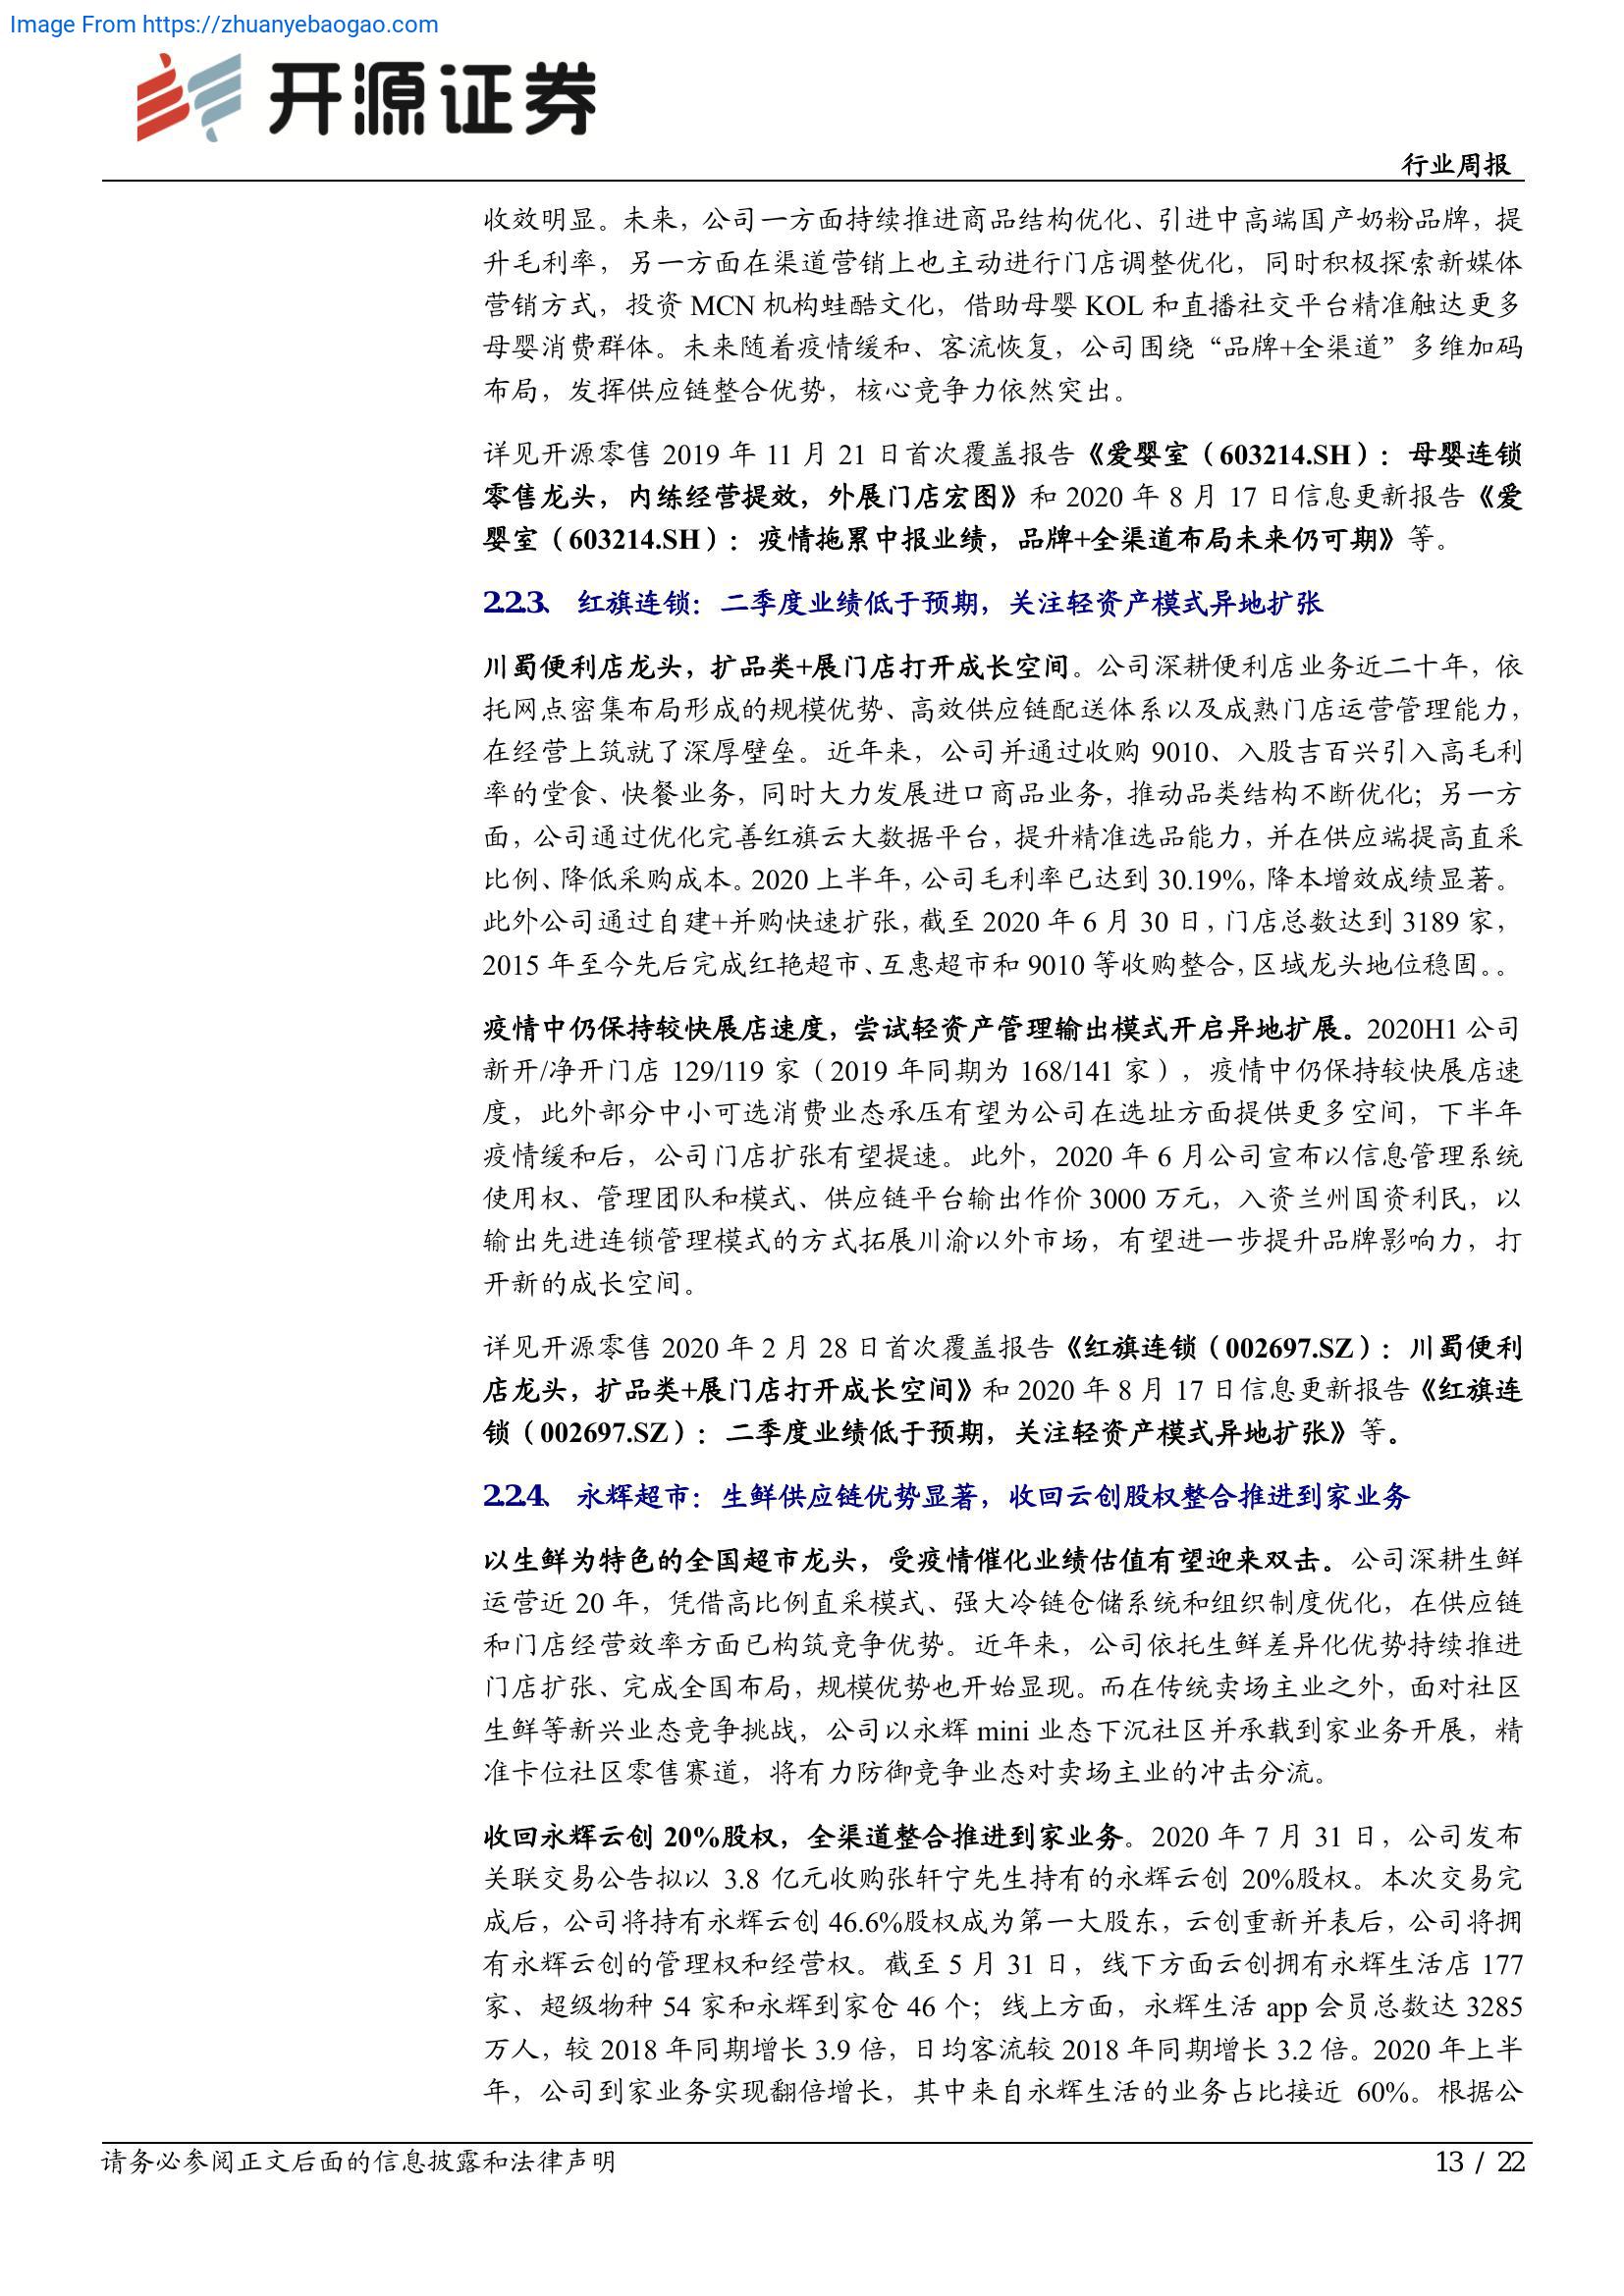 Image From https://zhuanyebaogao.com
开源证券
行业周报
收效明显。未来，公司一方面持续推进商品结构优化、引进中高端国产奶粉品牌，提
升毛利率，另一方面在渠道营销上也主动进行门店调整优化，同时积极探索新媒体
营销方式，投资 MCN 机构蛙酷文化，借助母婴 KOL 和直播社交平台精准触达更多
母婴消费群体。未来随着疫情缓和、客流恢复，公司围绕“品牌+全渠道”多维加码
布局，发挥供应链整合优势，核心竞争力依然突出。
详见开源零售 2019 年 11 月 21 日首次覆盖报告《爱婴室（603214.SH）：母婴连锁
零售龙头，内练经营提效，外展门店宏图》和 2020 年 8 月 17 日信息更新报告《爱
婴室（603214.SH）：疫情拖累中报业绩，品牌+全渠道布局未来仍可期》等。
2.2.3、 红旗连锁：二季度业绩低于预期，关注轻资产模式异地扩张
川蜀便利店龙头，扩品类+展门店打开成长空间。公司深耕便利店业务近二十年，依
托网点密集布局形成的规模优势、高效供应链配送体系以及成熟门店运营管理能力，
在经营上筑就了深厚壁垒。近年来，公司并通过收购 9010、入股吉百兴引入高毛利
率的堂食、快餐业务，同时大力发展进口商品业务，推动品类结构不断优化；另一方
面，公司通过优化完善红旗云大数据平台，提升精准选品能力，并在供应端提高直采
比例、降低采购成本。2020 上半年，公司毛利率已达到 30.19%，降本增效成绩显著。
此外公司通过自建+并购快速扩张，截至 2020 年 6 月 30 日，门店总数达到 3189 家，
2015 年至今先后完成红艳超市、互惠超市和 9010 等收购整合，区域龙头地位稳固。。
疫情中仍保持较快展店速度，尝试轻资产管理输出模式开启异地扩展。2020H1 公司
新开/净开门店 129/119 家（2019 年同期为 168/141 家），疫情中仍保持较快展店速
度，此外部分中小可选消费业态承压有望为公司在选址方面提供更多空间，下半年
疫情缓和后，公司门店扩张有望提速。此外，2020 年 6 月公司宣布以信息管理系统
使用权、管理团队和模式、供应链平台输出作价 3000 万元，入资兰州国资利民，以
输出先进连锁管理模式的方式拓展川渝以外市场，有望进一步提升品牌影响力，打
开新的成长空间。
详见开源零售 2020 年 2 月 28 日首次覆盖报告《红旗连锁（002697.SZ）：川蜀便利
店龙头，扩品类+展门店打开成长空间》和 2020 年 8 月 17 日信息更新报告《红旗连
锁（002697.SZ）：二季度业绩低于预期，关注轻资产模式异地扩张》等。
2.2.4、 永辉超市：生鲜供应链优势显著，收回云创股权整合推进到家业务
以生鲜为特色的全国超市龙头，受疫情催化业绩估值有望迎来双击。公司深耕生鲜
运营近 20 年，凭借高比例直采模式、强大冷链仓储系统和组织制度优化，在供应链
和门店经营效率方面已构筑竞争优势。近年来，公司依托生鲜差异化优势持续推进
门店扩张、完成全国布局，规模优势也开始显现。而在传统卖场主业之外，面对社区
生鲜等新兴业态竞争挑战，公司以永辉 mini 业态下沉社区并承载到家业务开展，精
准卡位社区零售赛道，将有力防御竞争业态对卖场主业的冲击分流。
收回永辉云创 20%股权，全渠道整合推进到家业务。2020 年 7 月 31 日，公司发布
关联交易公告拟以 3.8 亿元收购张轩宁先生持有的永辉云创 20%股权。本次交易完
成后，公司将持有永辉云创 46.6%股权成为第一大股东，云创重新并表后，公司将拥
有永辉云创的管理权和经营权。截至 5 月 31 日，线下方面云创拥有永辉生活店 177
家、超级物种 54 家和永辉到家仓 46 个；线上方面，永辉生活 app 会员总数达 3285
万人，较 2018 年同期增长 3.9 倍，日均客流较 2018 年同期增长 3.2 倍。2020 年上半
年，公司到家业务实现翻倍增长，其中来自永辉生活的业务占比接近 60%。根据公
请务必参阅正文后面的信息披露和法律声明
13 / 22